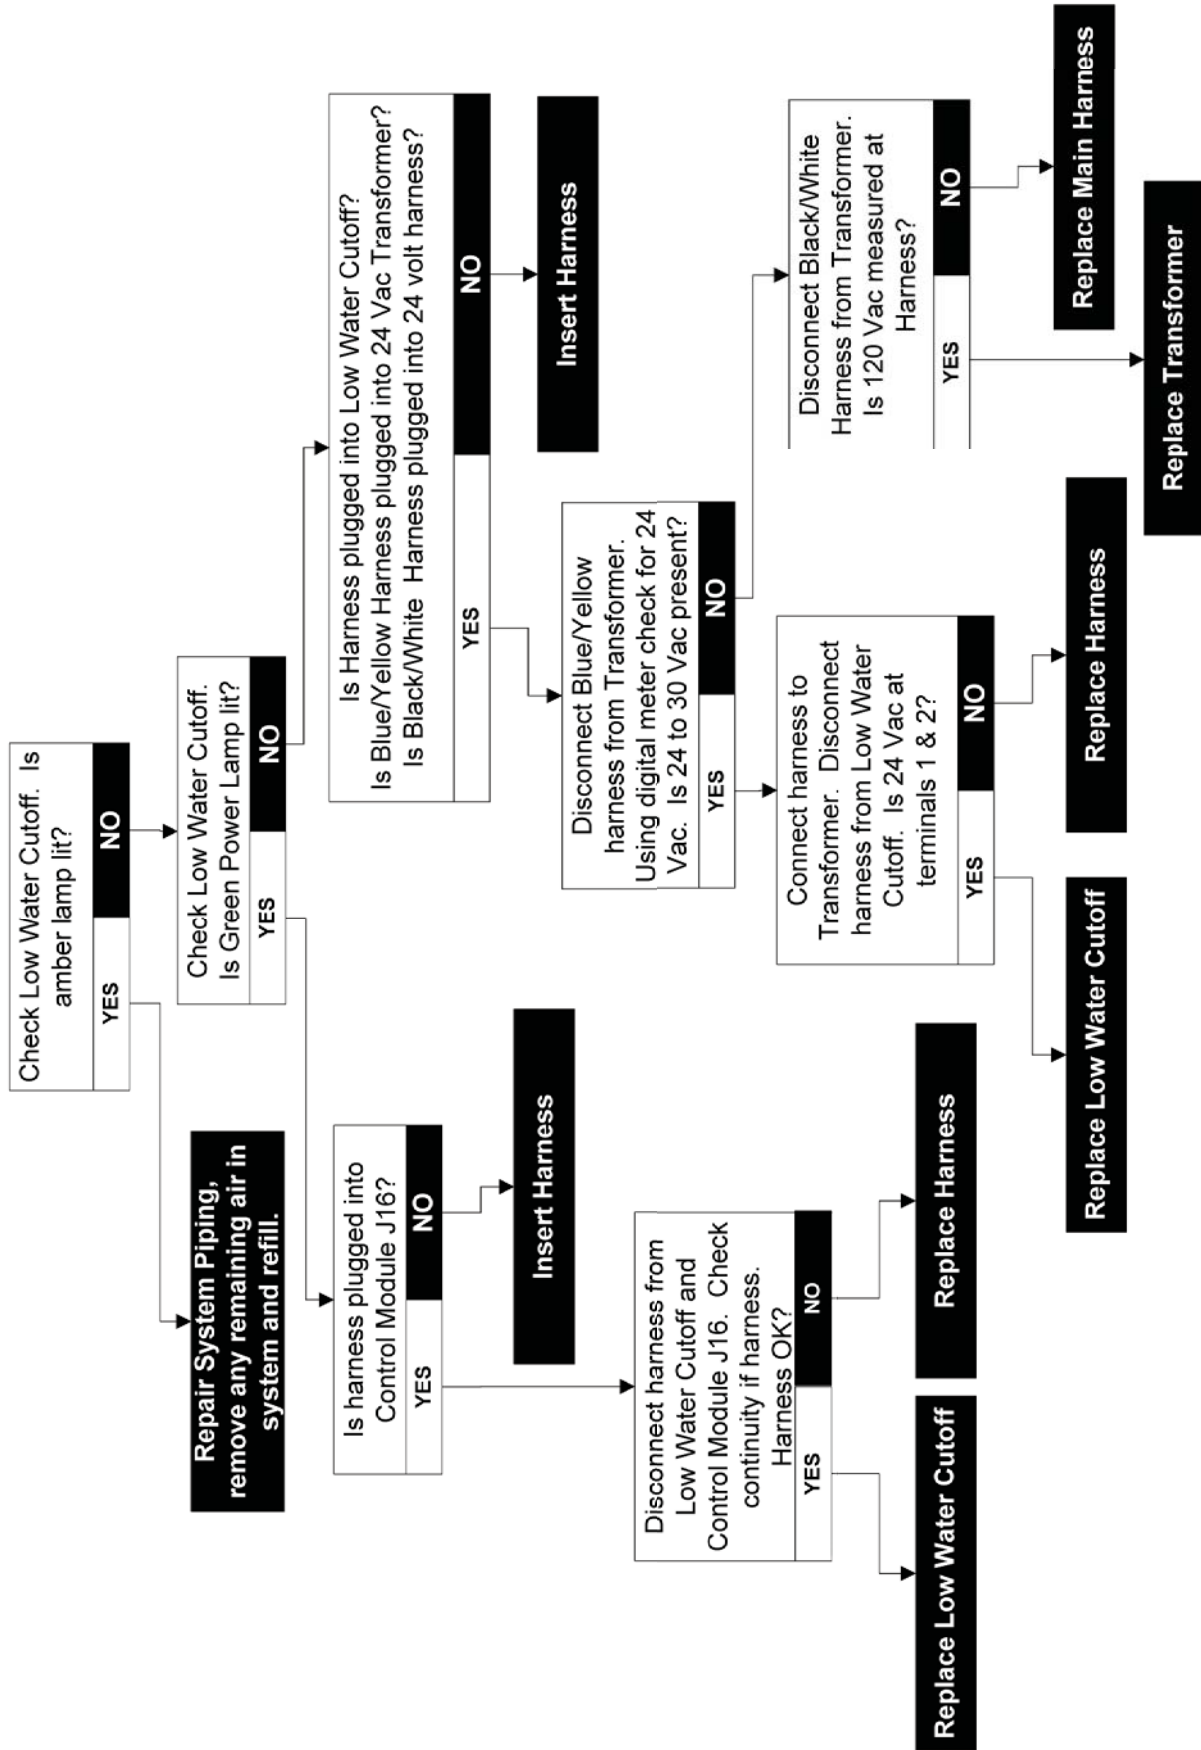 Check Low Water Cutoff.  Is
amber lamp lit?
YES
NO
Repair System Piping,
remove any remaining air in
system and refill.
Check Low Water Cutoff.
Is Green Power Lamp lit?
YES
NO
Is harness plugged into
Control Module J16?
YES
NO
Insert Harness
Is Harness plugged into Low Water Cutoff?
Is Blue/Yellow Harness plugged into 24 Vac Transformer?
Is Black/White  Harness plugged into 24 volt harness?
YES
NO
Insert Harness
Disconnect harness from
Low Water Cutoff and
Control Module J16.  Check
continuity if harness.
Harness OK?
YES
NO
Replace Low Water Cutoff
Replace Harness
Disconnect Blue/Yellow
harness from Transformer.
Using digital meter check for 24
Vac.  Is 24 to 30 Vac present?
YES
NO
Connect harness to
Transformer.  Disconnect
harness from Low Water
Cutoff.  Is 24 Vac at
terminals 1 & 2?
YES
NO
Replace Low Water Cutoff
Replace Harness
Disconnect Black/White
Harness from Transformer.
Is 120 Vac measured at
Harness?
YES
NO
Replace Main Harness
Replace Transformer